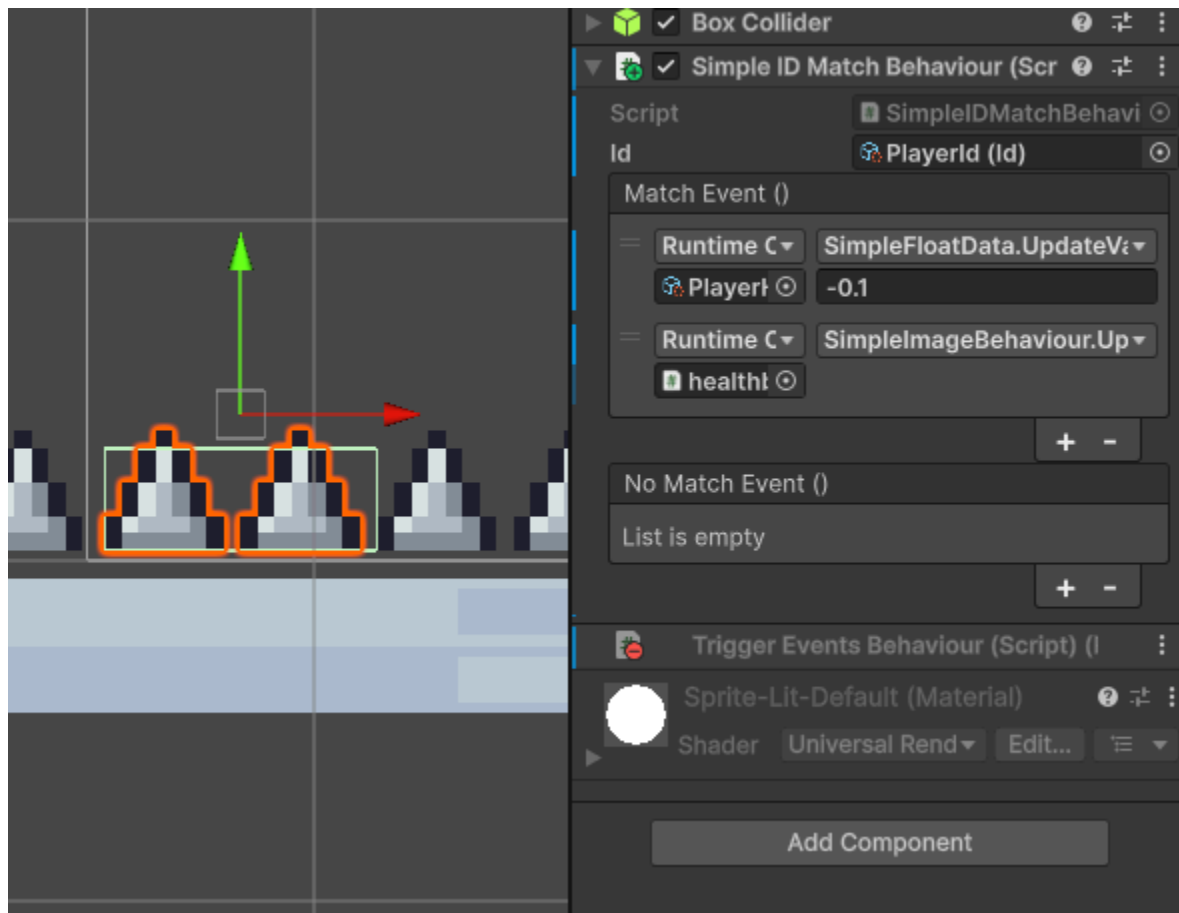 Box Collider
Simple ID Match Behaviour (Scr
Script SimpleIDMatchBehavi
Id PlayerId (Id)
Match Event ()
Runtime C SimpleFloatData.UpdateVa
PlayerH -0.1
Runtime C SimpleImageBehaviour.Up
healthb
+ -
No Match Event ()
List is empty
+ -
Trigger Events Behaviour (Script) (
Sprite-Lit-Default (Material)
Shader Universal Rend Edit...
Add Component